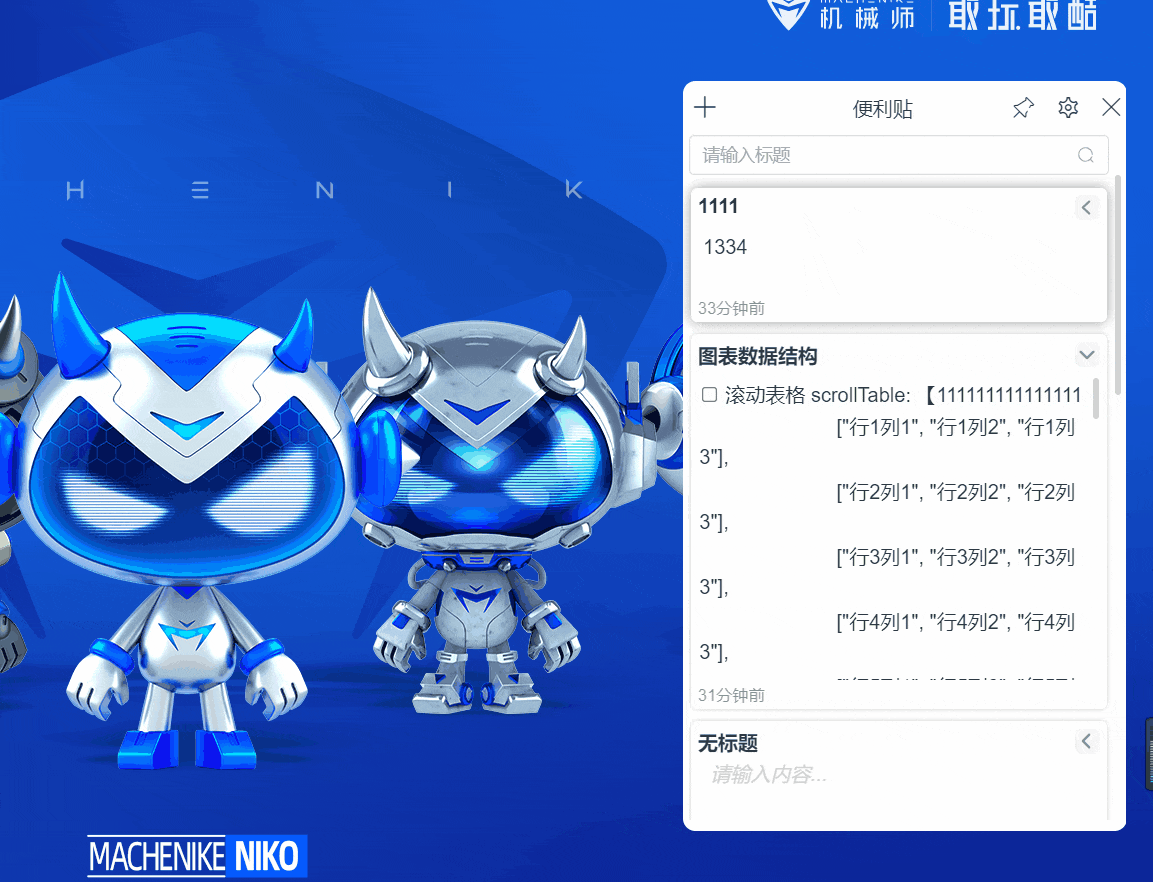 MACHENIKE
机械师
敢玩敢酷
H Ξ N I K
便利贴
请输入标题
1111
1334
33分钟前
图表数据结构
滚动表格 scrollTable: 【111111111111111
["行1列1", "行1列2", "行1列
3"],
["行2列1", "行2列2", "行2列
3"],
["行3列1", "行3列2", "行3列
3"],
["行4列1", "行4列2", "行4列
3"],
31分钟前
无标题
请输入内容...
MACHENIKE NIKO